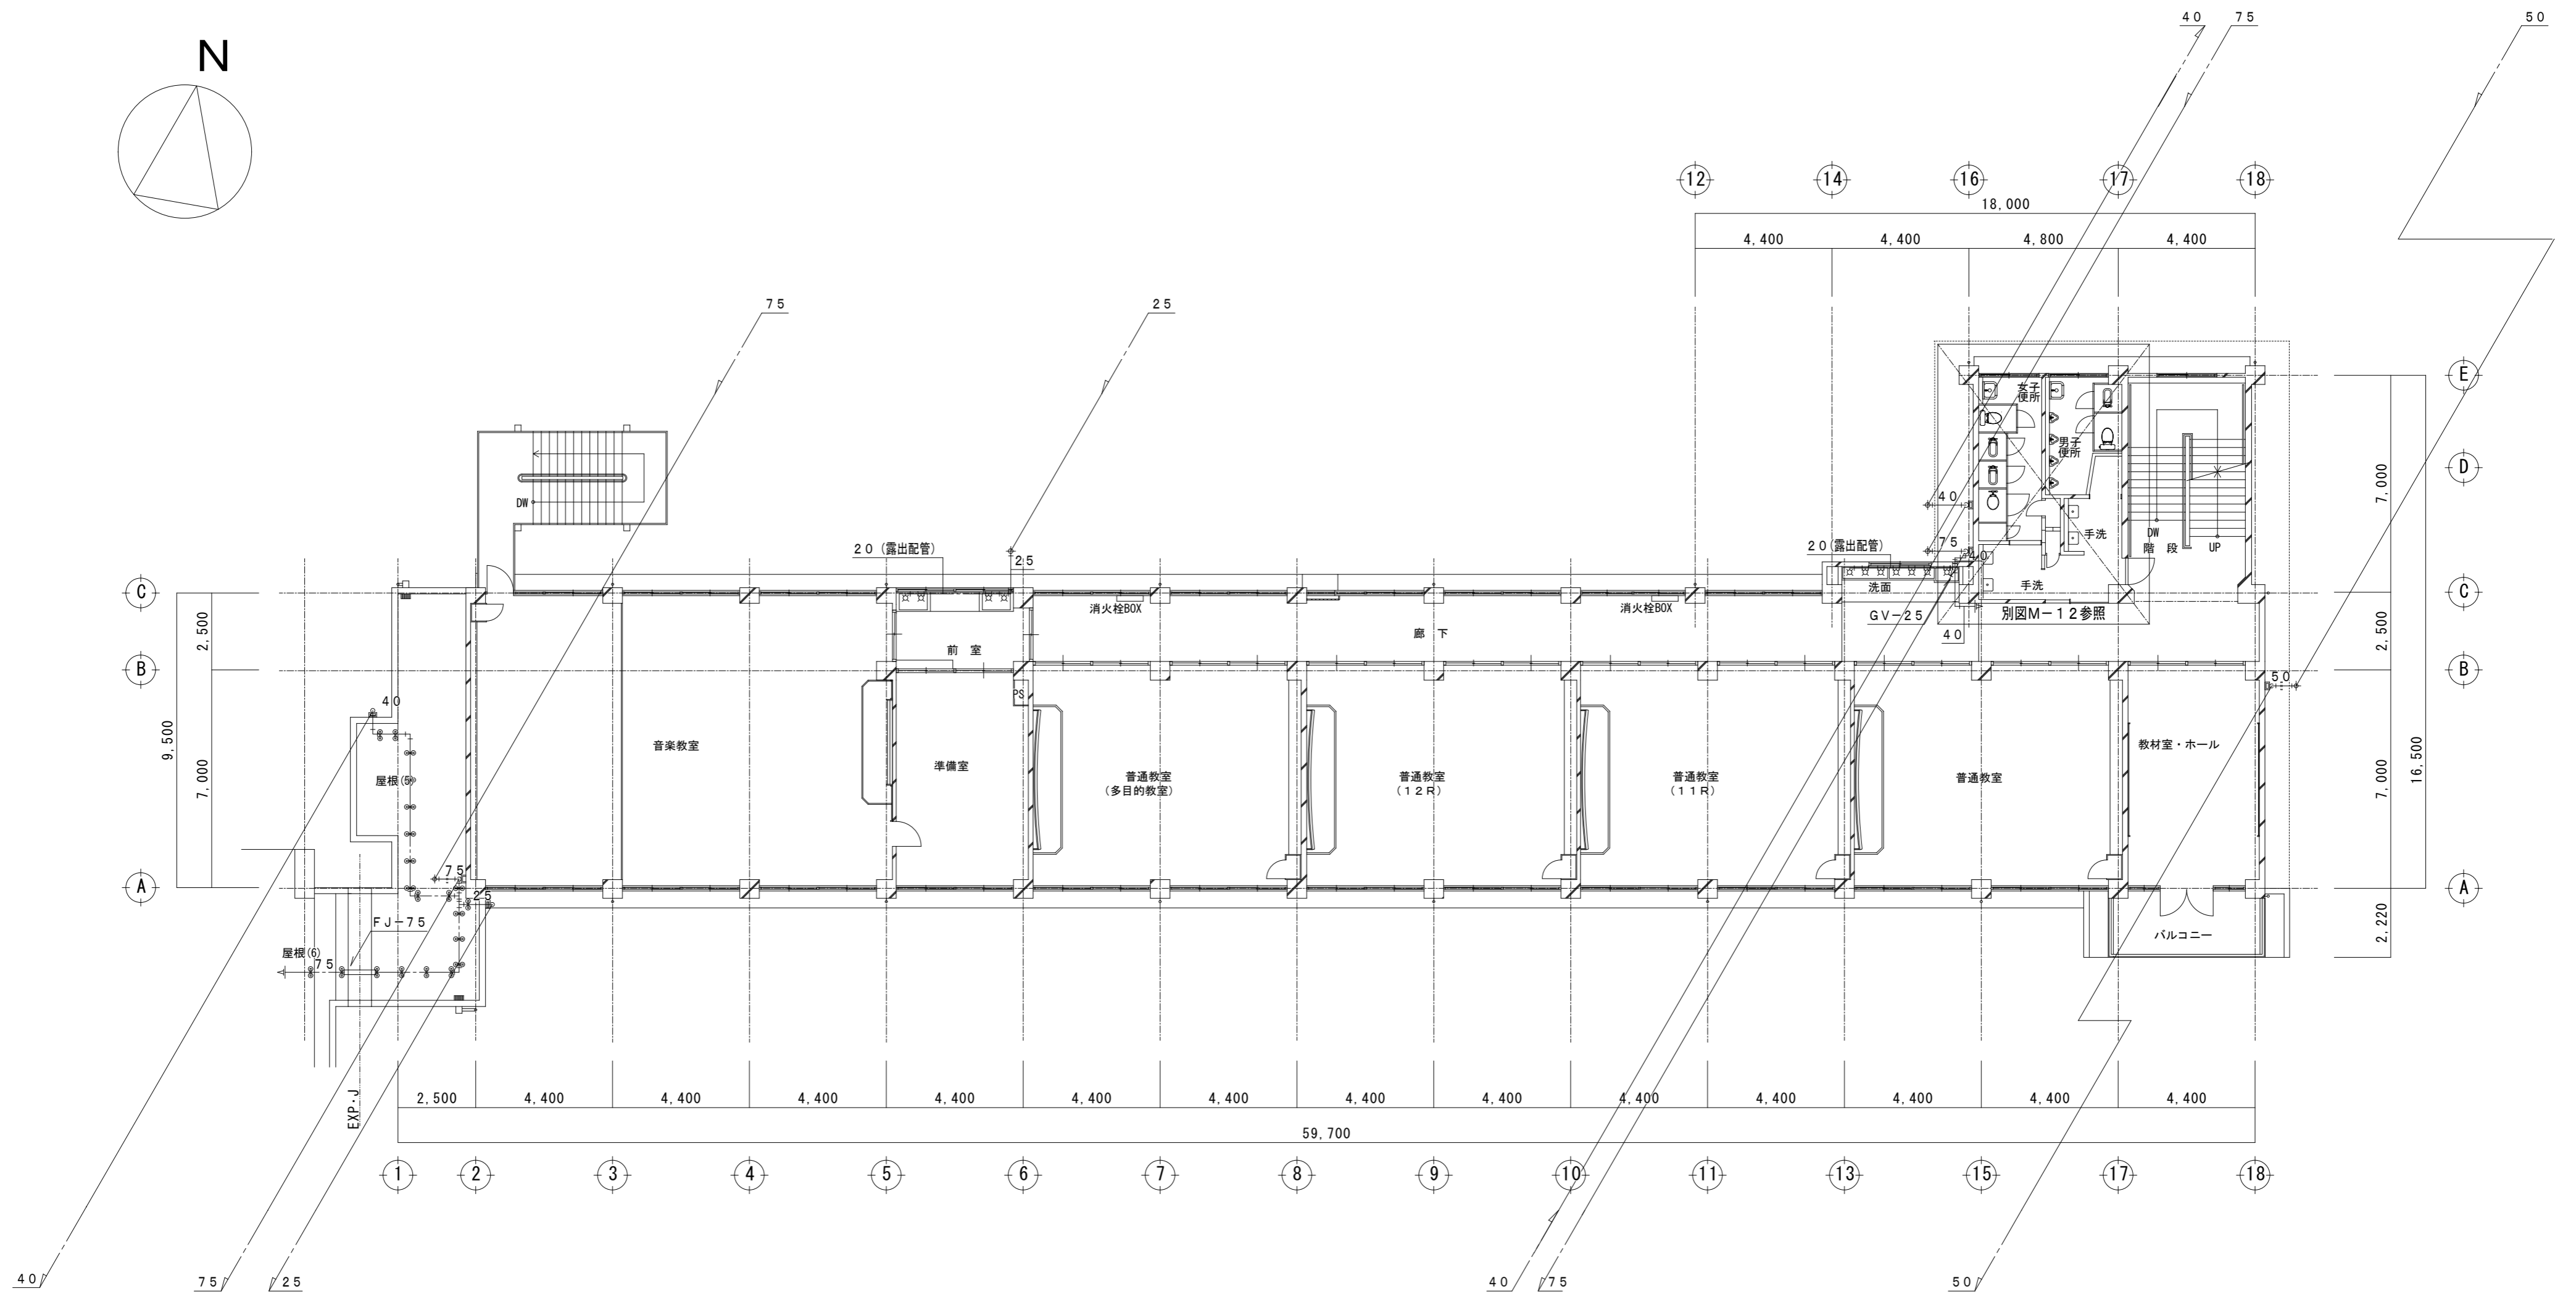 40 75 50
N
12 14 16 17 18
18,000
4,400 4,400 4,800 4,400
75 25
E
女子
便所
男子
便所
D
7,000
DW
40
20(露出配管)
25
20(露出配管)
75
40
手洗
DW
階 段
UP
C
消火栓BOX
消火栓BOX
洗面
手洗
C
GV-25
別図M-12参照
2,500
廊 下
40
2,500
前 室
B
B
PS
50
40
9,500
音楽教室
教材室・ホール
16,500
準備室
屋根(5)
普通教室
(多目的教室)
普通教室
(12R)
普通教室
(11R)
普通教室
7,000
7,000
75
A
A
25
FJ-75
バルコニー
2,220
屋根(6)
75
EXP・J
2,500 4,400 4,400 4,400 4,400 4,400 4,400 4,400 4,400 4,400 4,400 4,400 4,400 4,400
59,700
1 2 3 4 5 6 7 8 9 10 11 13 15 17 18
40 75 25 40 75 50